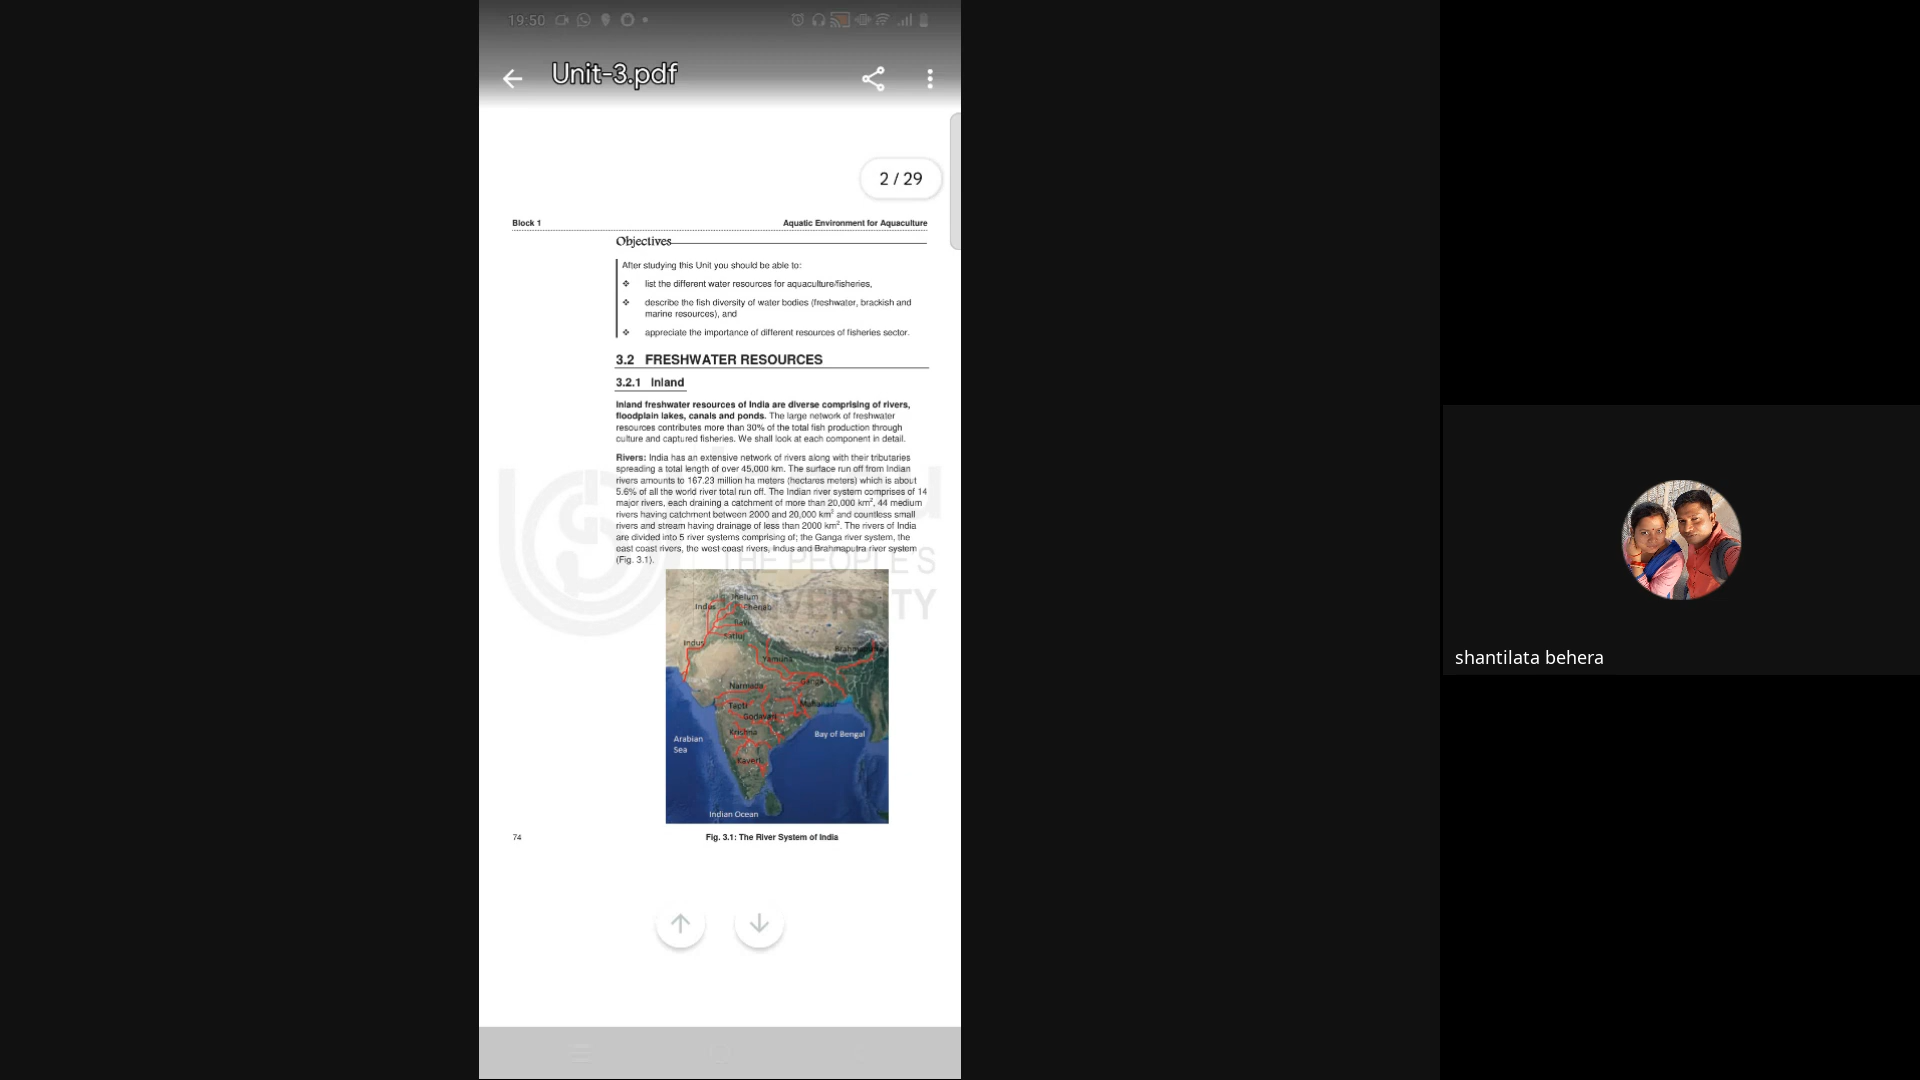 19:50
Unit-3.pdf
2 / 29
Block 1 Aquatic Environment for Aquaculture
Objectives
After studying this Unit you should be able to:
❖ list the different water resources for aquaculture/fisheries,
❖ describe the fish diversity of water bodies (freshwater, brackish and
marine resources), and
❖ appreciate the importance of different resources of fisheries sector.
3.2 FRESHWATER RESOURCES
3.2.1 Inland
Inland freshwater resources of India are diverse comprising of rivers,
floodplain lakes, canals and ponds. The large network of freshwater
resources contributes more than 30% of the total fish production through
culture and captured fisheries. We shall look at each component in detail.
Rivers: India has an extensive network of rivers along with their tributaries
spreading a total length of over 45,000 km. The surface run off from Indian
rivers amounts to 167.23 million ha meters (hectares meters) which is about
5.6% of all the world river total run off. The Indian river system comprises of 14
major rivers, each draining a catchment of more than 20,000 km², 44 medium
rivers having catchment between 2000 and 20,000 km² and countless small
rivers and stream having drainage of less than 2000 km². The rivers of India
are divided into 5 river systems comprising of; the Ganga river system, the
east coast rivers, the west coast rivers, Indus and Brahmaputra river system
(Fig. 3.1).
THE PEOPLE'S
Jhelum
Indus Chenab
Ravi
Satluj
Indus
Yamuna
Ganga
Narmada
Tapti Mahanadi
Godavari
Krishna
Bay of Bengal
Arabian
Sea
Kaveri
Indian Ocean
74 Fig. 3.1: The River System of India
shantilata behera